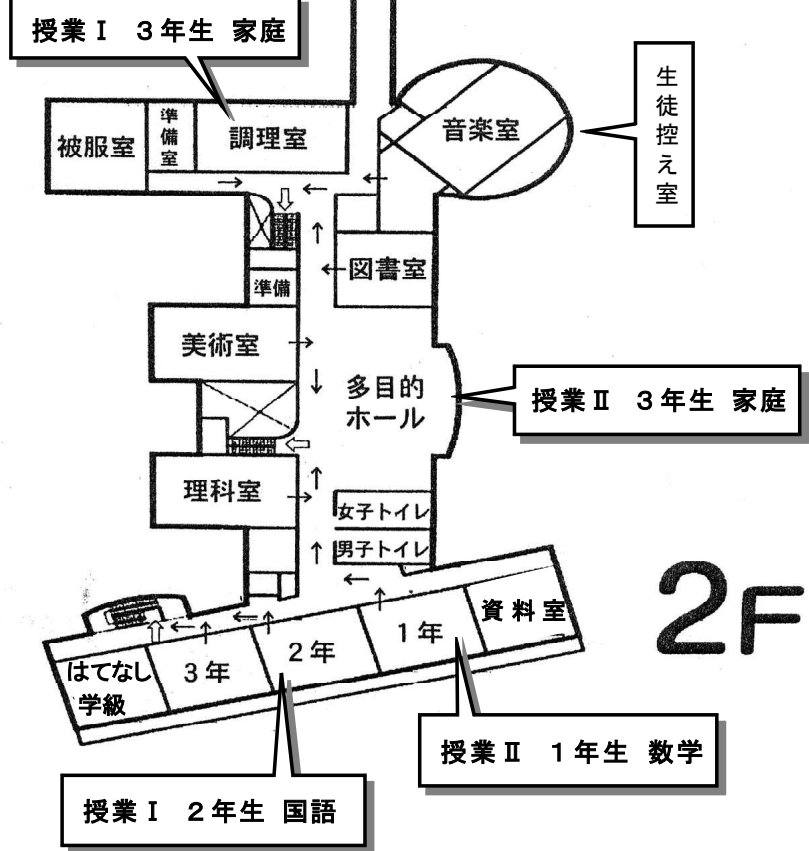 授業Ⅰ　３年生　家庭
生徒控え室
被服室
準備室
調理室
音楽室
図書室
準備
美術室
多目的
ホール
授業Ⅱ　３年生　家庭
理科室
女子トイレ
男子トイレ
2F
資料室
１年
２年
３年
はてなし
学級
授業Ⅱ　１年生　数学
授業Ⅰ　２年生　国語